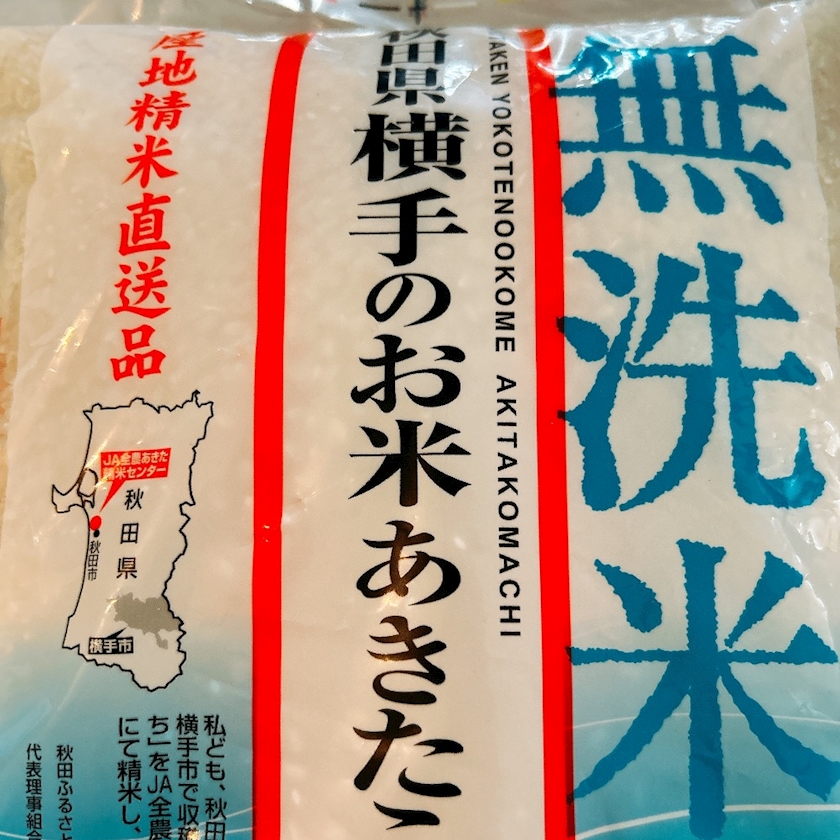 無洗米
AKEN YOKOTENOOKOME AKITAKOMACHI
秋田県横手のお米あきた
産地精米直送品
JA全農あきた
精米センター
秋田県
秋田市
横手市
私ども、秋田
横手市で収穫
ち」をJA全農
にて精米し、
秋田ふるさと
代表理事組合